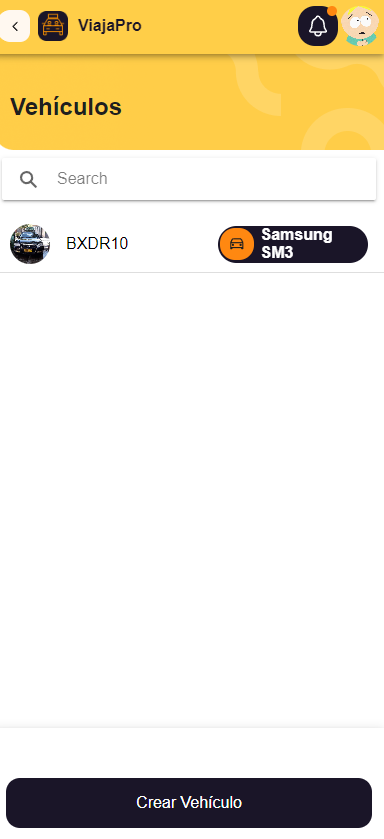 ViajaPro
Vehículos
Search
BXDR10
Samsung
SM3
Crear Vehículo